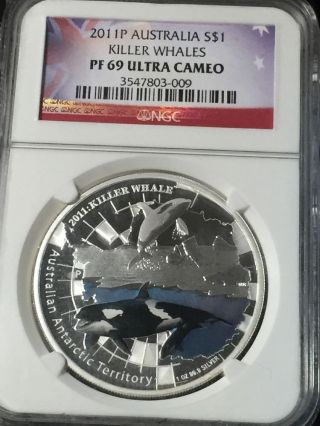 2011P AUSTRALIA S$1
KILLER WHALES
PF 69 ULTRA CAMEO
3547803-009
NGC
NGC
2011: KILLER WHALE
P
Australian Antarctic Territory
1 OZ 99.9 SILVER